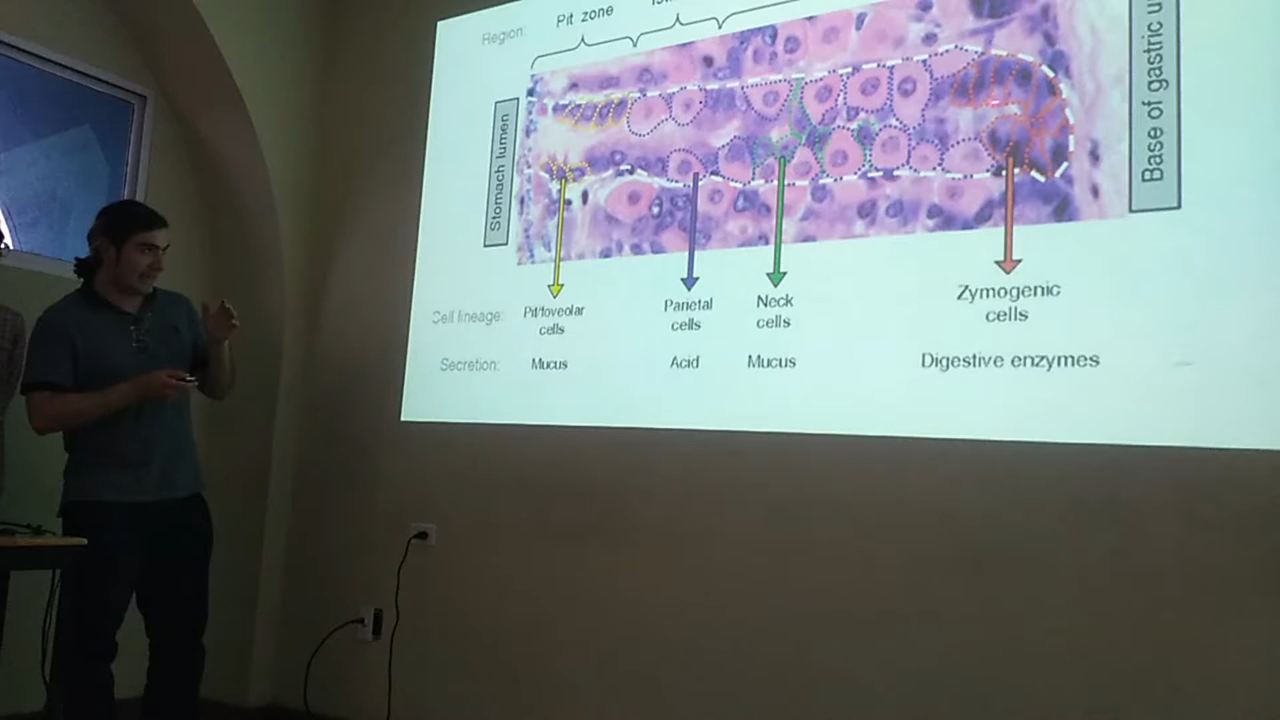 Region:
Pit zone
Stomach lumen
Base of gastric
Cell lineage:
Pit/foveolar
cells
Parietal
cells
Neck
cells
Zymogenic
cells
Secretion:
Mucus
Acid
Mucus
Digestive enzymes